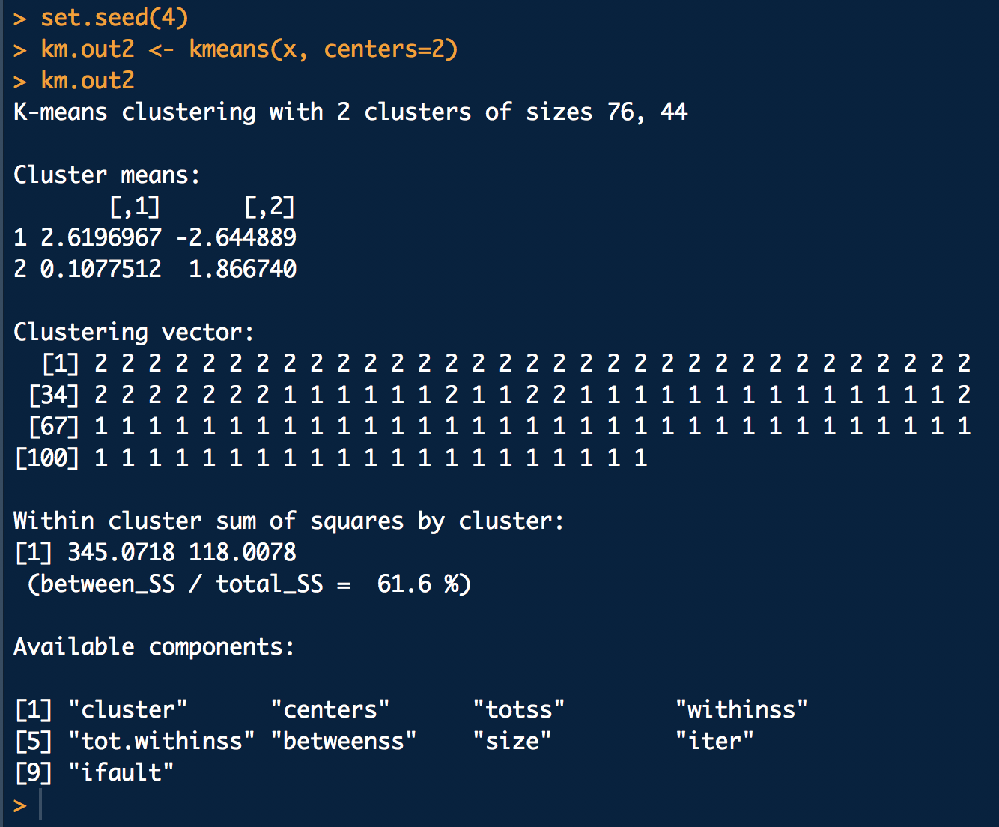 > set.seed(4)
> km.out2 <- kmeans(x, centers=2)
> km.out2
K-means clustering with 2 clusters of sizes 76, 44

Cluster means:
       [,1]      [,2]
1 2.6196967 -2.644889
2 0.1077512  1.866740

Clustering vector:
  [1] 2 2 2 2 2 2 2 2 2 2 2 2 2 2 2 2 2 2 2 2 2 2 2 2 2 2 2 2 2 2 2 2 2
 [34] 2 2 2 2 2 2 2 1 1 1 1 1 1 2 1 1 2 2 1 1 1 1 1 1 1 1 1 1 1 1 1 1 2
 [67] 1 1 1 1 1 1 1 1 1 1 1 1 1 1 1 1 1 1 1 1 1 1 1 1 1 1 1 1 1 1 1 1 1
[100] 1 1 1 1 1 1 1 1 1 1 1 1 1 1 1 1 1 1 1 1 1

Within cluster sum of squares by cluster:
[1] 345.0718 118.0078
 (between_SS / total_SS =  61.6 %)

Available components:

[1] "cluster"      "centers"      "totss"        "withinss"
[5] "tot.withinss" "betweenss"    "size"         "iter"
[9] "ifault"
>